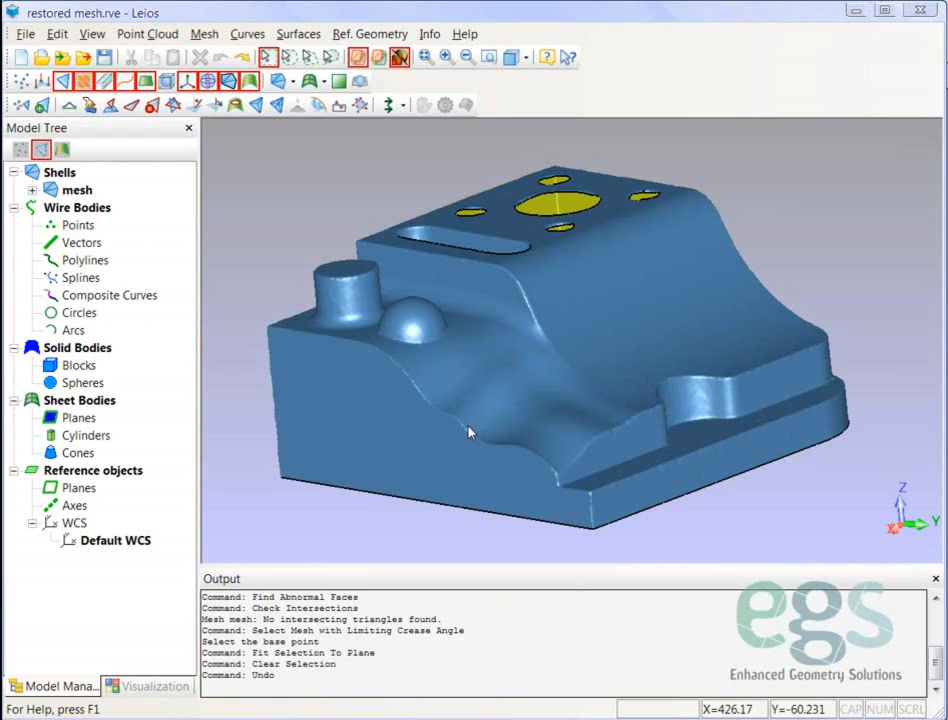 restored mesh.rve - Leios
File Edit View Point Cloud Mesh Curves Surfaces Ref. Geometry Info Help
Model Tree
Shells
mesh
Wire Bodies
Points
Vectors
Polylines
Splines
Composite Curves
Circles
Arcs
Solid Bodies
Blocks
Spheres
Sheet Bodies
Planes
Cylinders
Cones
Reference objects
Planes
Axes
WCS
Default WCS
Z
X
Y
Output
Command: Find Abnormal Faces
Command: Check Intersections
Mesh mesh: No intersecting triangles found.
Command: Select Mesh with Limiting Crease Angle
Select the base point
Command: Fit Selection To Plane
Command: Clear Selection
Command: Undo
egs
Enhanced Geometry Solutions
Model Mana... Visualization
For Help, press F1 X=426.17 Y=-60.231 CAP NUM SCRL